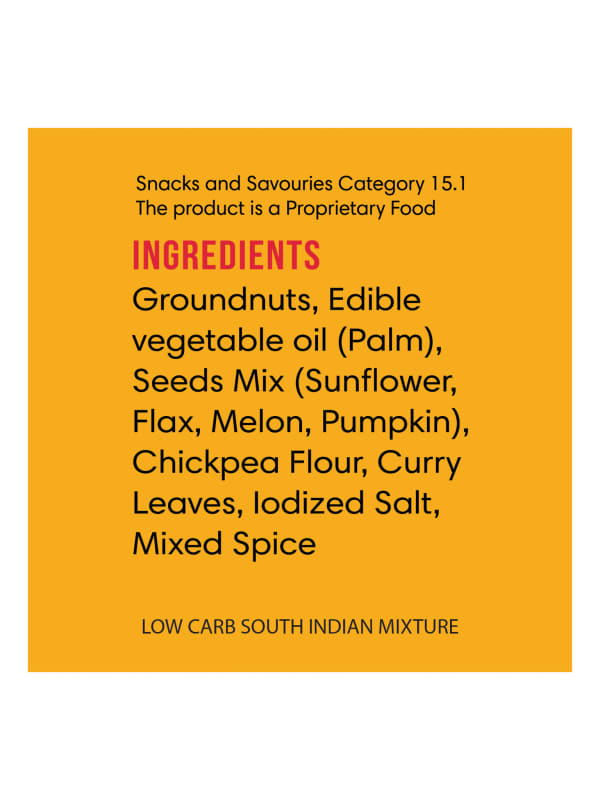 Snacks and Savouries Category 15.1
The product is a Proprietary Food
INGREDIENTS
Groundnuts, Edible
vegetable oil (Palm),
Seeds Mix (Sunflower,
Flax, Melon, Pumpkin),
Chickpea Flour, Curry
Leaves, Iodized Salt,
Mixed Spice
LOW CARB SOUTH INDIAN MIXTURE